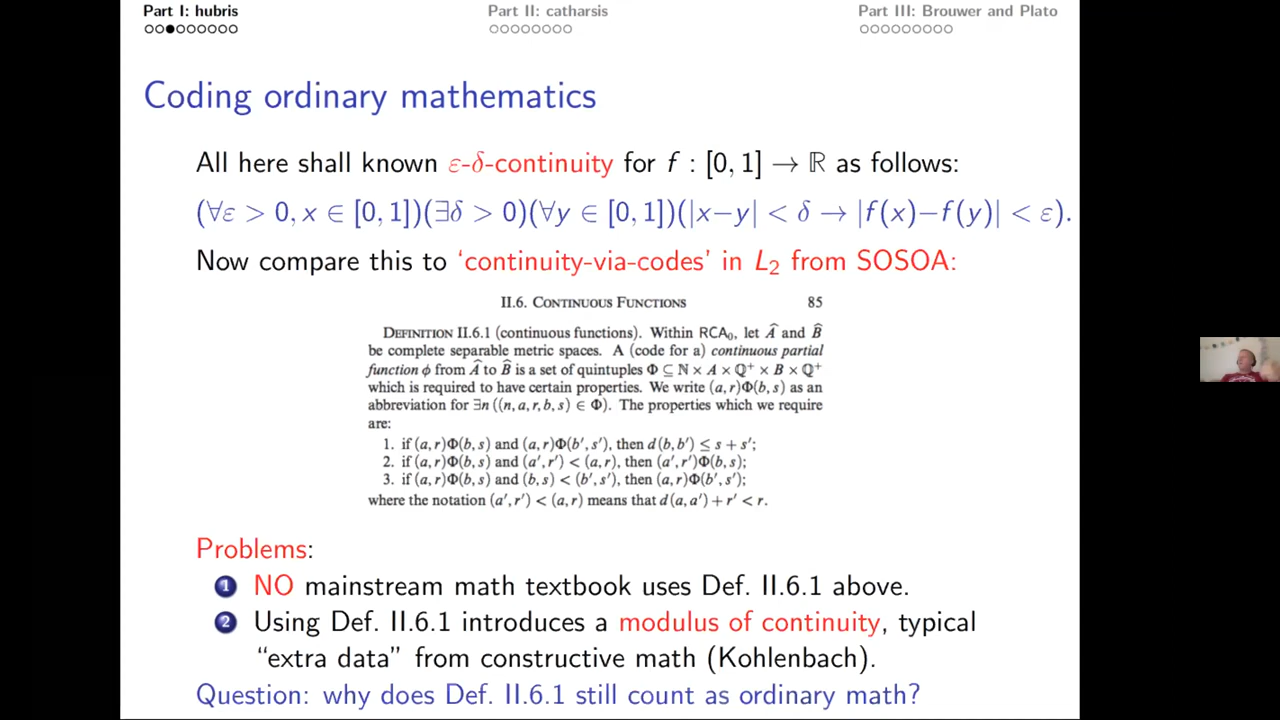 Part I: hubris
Part II: catharsis
Part III: Brouwer and Plato
Coding ordinary mathematics
All here shall known ε-δ-continuity for f : [0, 1] → ℝ as follows:
(∀ε > 0, x ∈ [0, 1])(∃δ > 0)(∀y ∈ [0, 1])(|x−y| < δ → |f(x)−f(y)| < ε).
Now compare this to ‘continuity-via-codes’ in L₂ from SOSOA:
II.6. Continuous Functions 85
Definition II.6.1 (continuous functions). Within RCA₀, let Â and B̂
be complete separable metric spaces. A (code for a) continuous partial
function ϕ from Â to B̂ is a set of quintuples Φ ⊆ ℕ × A × ℚ⁺ × B × ℚ⁺
which is required to have certain properties. We write (a, r)Φ(b, s) as an
abbreviation for ∃n ((n, a, r, b, s) ∈ Φ). The properties which we require
are:
1. if (a, r)Φ(b, s) and (a, r)Φ(b′, s′), then d(b, b′) ≤ s + s′;
2. if (a, r)Φ(b, s) and (a′, r′) < (a, r), then (a′, r′)Φ(b, s);
3. if (a, r)Φ(b, s) and (b, s) < (b′, s′), then (a, r)Φ(b′, s′);
where the notation (a′, r′) < (a, r) means that d(a, a′) + r′ < r.
Problems:
1 NO mainstream math textbook uses Def. II.6.1 above.
2 Using Def. II.6.1 introduces a modulus of continuity, typical
“extra data” from constructive math (Kohlenbach).
Question: why does Def. II.6.1 still count as ordinary math?